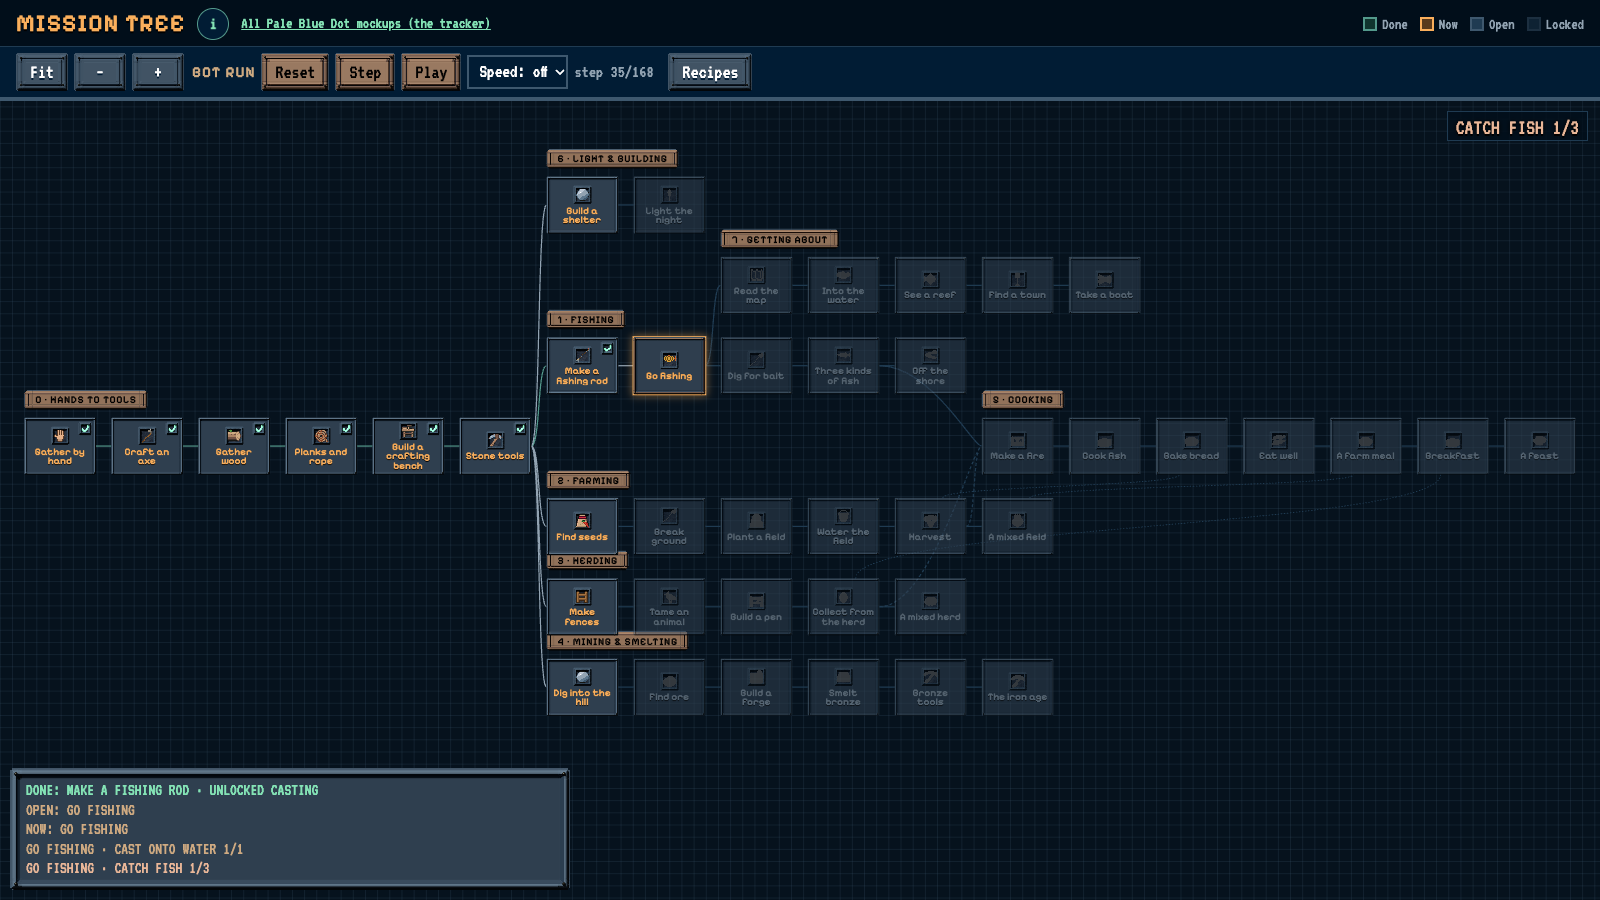 MISSION TREE
i
All Pale Blue Dot mockups (the tracker)
Done
Now
Open
Locked
Fit
-
+
BOT RUN
Reset
Step
Play
Speed: off
step 35/168
Recipes
CATCH FISH 1/3
6 · LIGHT & BUILDING
Build a
shelter
Light the
night
7 · GETTING ABOUT
Read the
map
Into the
water
See a reef
Find a town
Take a boat
1 · FISHING
Make a
fishing rod
Go fishing
Dig for bait
Three kinds
of fish
Off the
shore
0 · HANDS TO TOOLS
Gather by
hand
Craft an
axe
Gather
wood
Planks and
rope
Build a
crafting
bench
Stone tools
5 · COOKING
Make a fire
Cook fish
Bake bread
Eat well
A farm meal
Breakfast
A feast
2 · FARMING
Find seeds
Break
ground
Plant a field
Water the
field
Harvest
A mixed field
3 · HERDING
Make
fences
Tame an
animal
Build a pen
Collect from
the herd
A mixed herd
4 · MINING & SMELTING
Dig into the
hill
Find ore
Build a
forge
Smelt
bronze
Bronze
tools
The iron age
DONE: MAKE A FISHING ROD · UNLOCKED CASTING
OPEN: GO FISHING
NOW: GO FISHING
GO FISHING · CAST ONTO WATER 1/1
GO FISHING · CATCH FISH 1/3